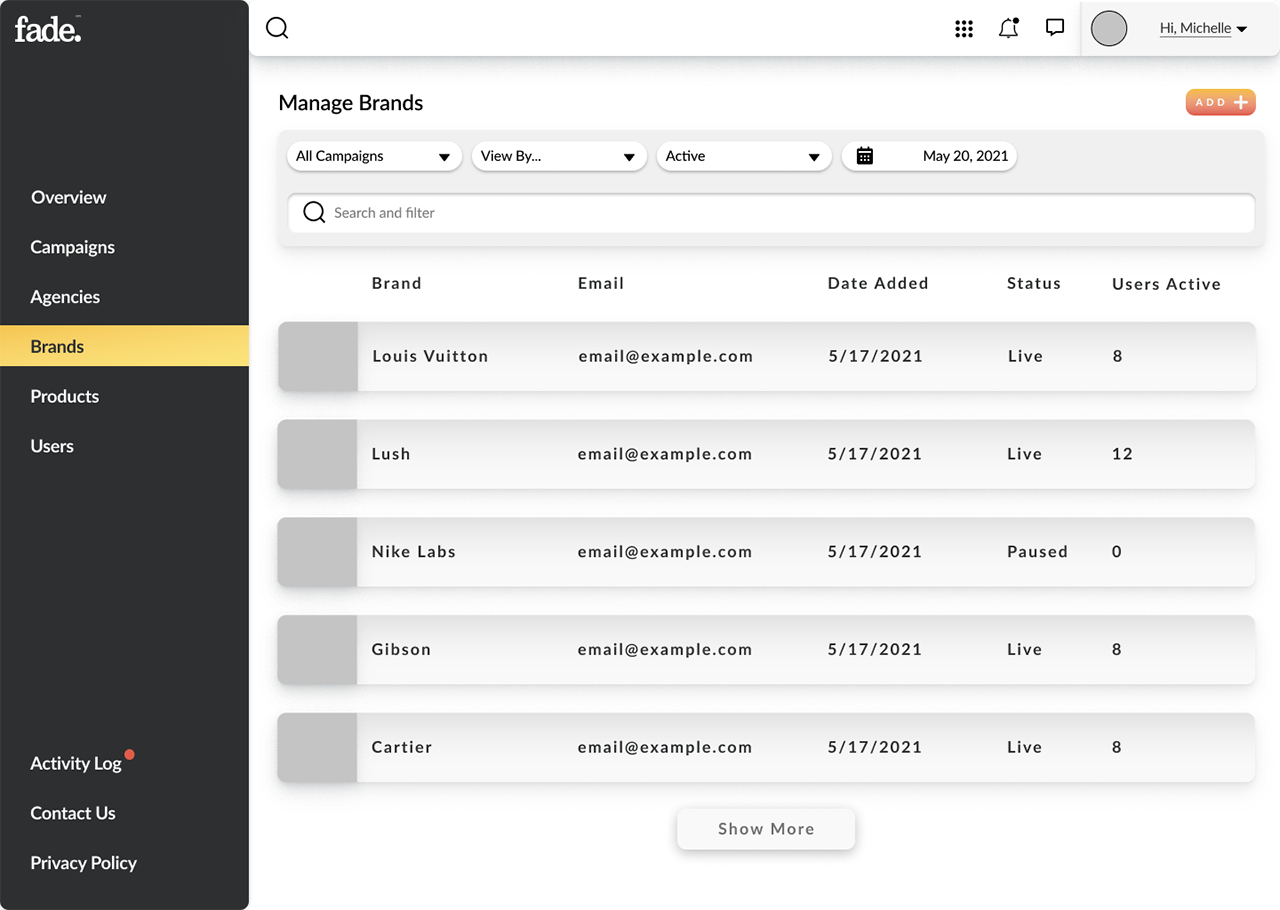 fade.
Hi, Michelle
Manage Brands
ADD
All Campaigns
View By...
Active
May 20, 2021
Search and filter
Overview
Campaigns
Agencies
Brands
Products
Users
Activity Log
Contact Us
Privacy Policy
Brand Email Date Added Status Users Active
Louis Vuitton email@example.com 5/17/2021 Live 8
Lush email@example.com 5/17/2021 Live 12
Nike Labs email@example.com 5/17/2021 Paused 0
Gibson email@example.com 5/17/2021 Live 8
Cartier email@example.com 5/17/2021 Live 8
Show More